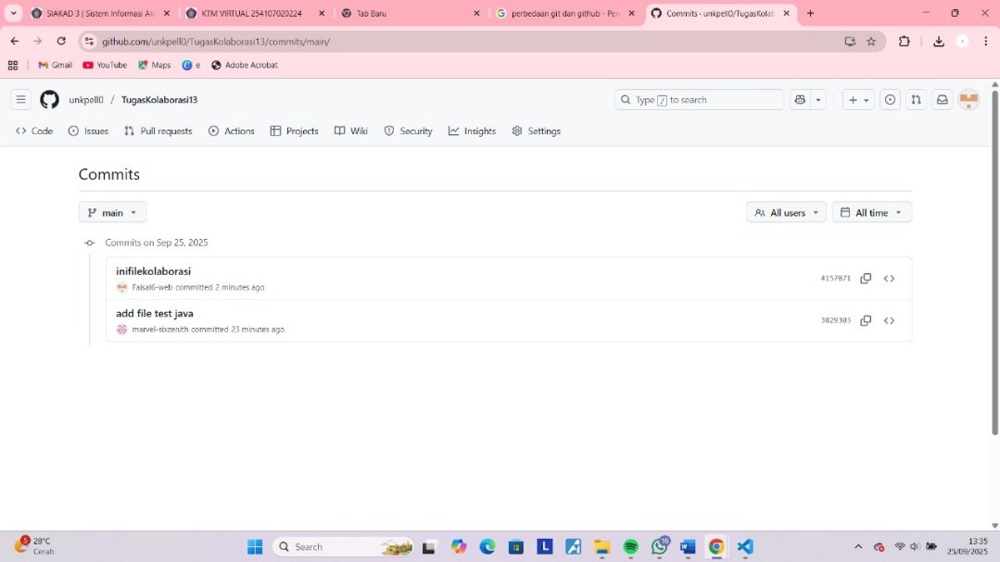 SIAKAD 3 | Sistem Informasi Ak
KTM VIRTUAL 254107020224
Tab Baru
perbedaan git dan github - Pen
Commits · unkpell0/TugasKolab
github.com/unkpell0/TugasKolaborasi13/commits/main/
Gmail
YouTube
Maps
e
Adobe Acrobat
unkpell0 / TugasKolaborasi13
Type / to search
Code
Issues
Pull requests
Actions
Projects
Wiki
Security
Insights
Settings
Commits
main
All users
All time
Commits on Sep 25, 2025
inifilekolaborasi
Faisal6-web committed 2 minutes ago
4157871
add file test java
marvel-sixzenith committed 23 minutes ago
3829303
5
28°C
Cerah
Search
L
16
13:35
25/09/2025